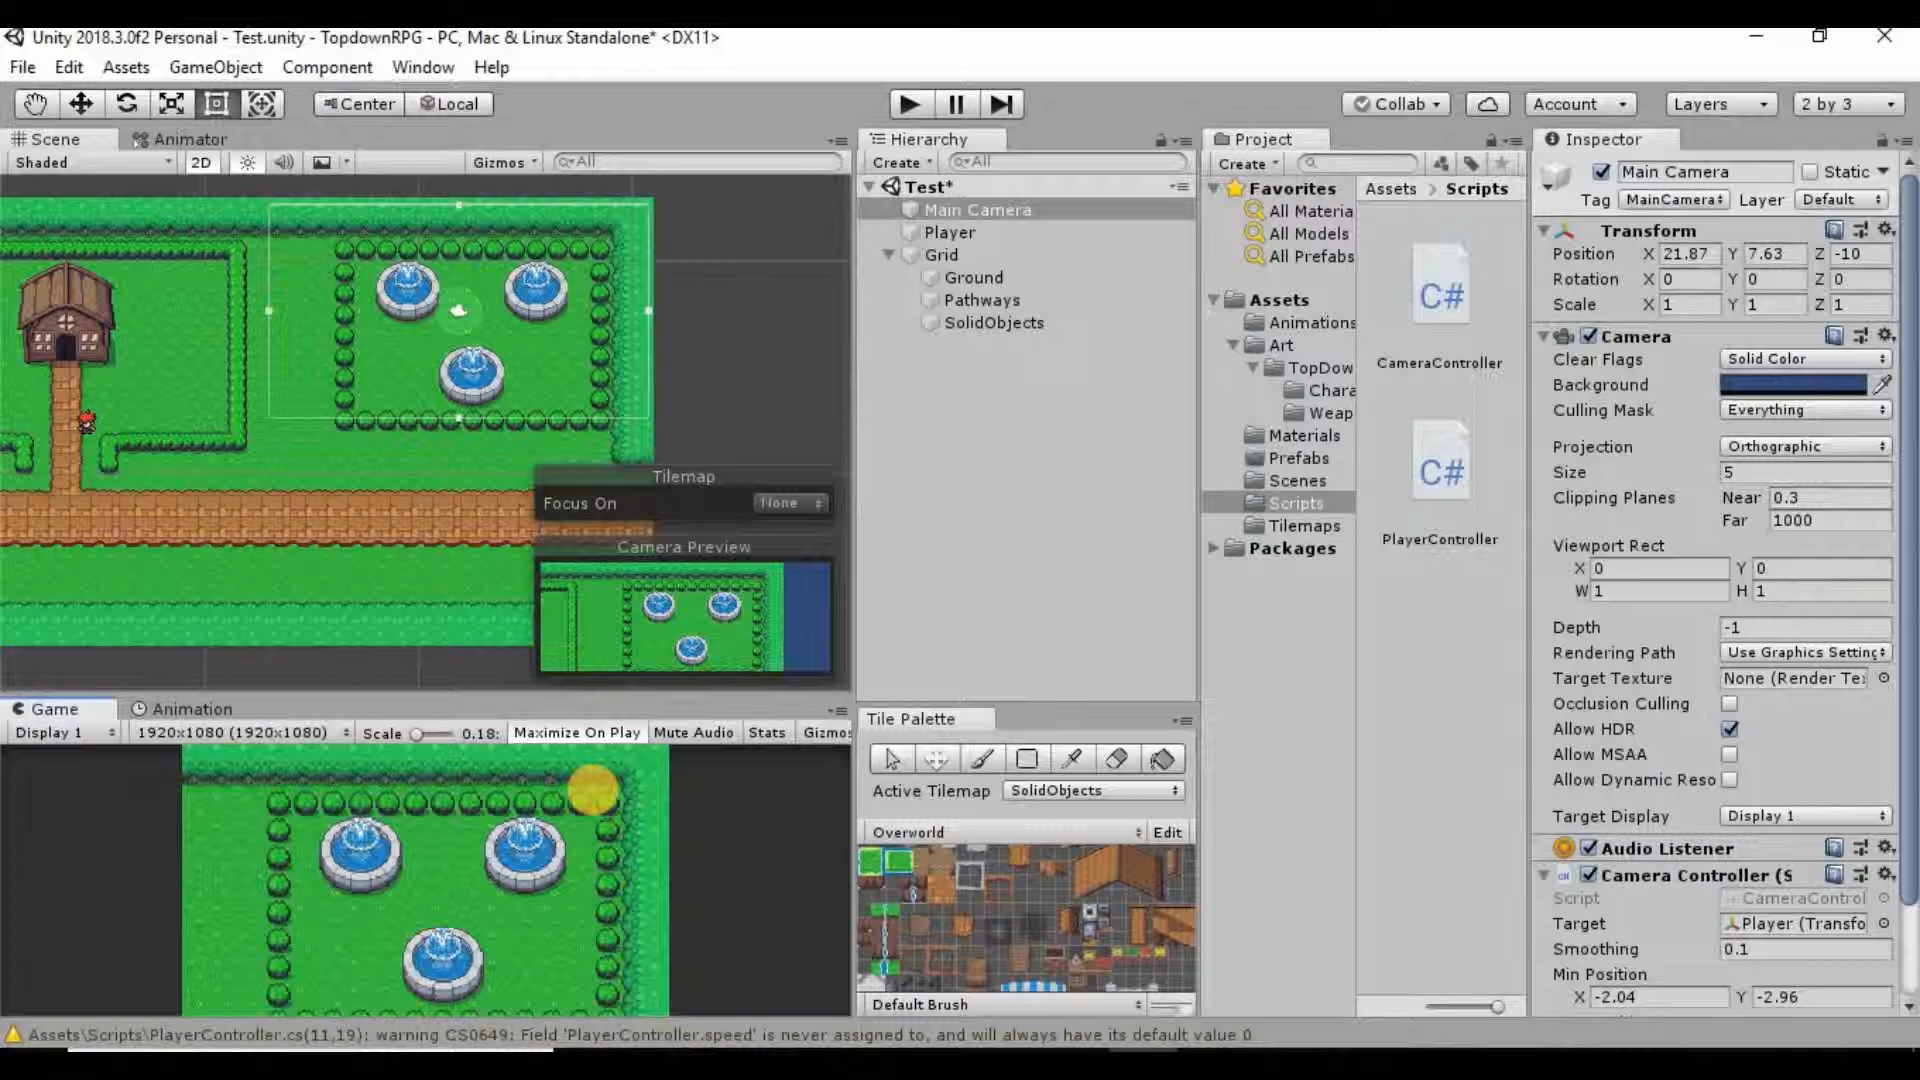 Unity 2018.3.0f2 Personal - Test.unity - TopdownRPG - PC, Mac & Linux Standalone* <DX11>
File Edit Assets GameObject Component Window Help
Center Local Collab Account Layers 2 by 3
Scene Animator
Shaded 2D Gizmos All
Tilemap
Focus On None
Camera Preview
Game Animation
Display 1 1920x1080 (1920x1080) Scale 0.18: Maximize On Play Mute Audio Stats Gizmos
Hierarchy
Create All
Test*
Main Camera
Player
Grid
Ground
Pathways
SolidObjects
Tile Palette
Active Tilemap SolidObjects
Overworld Edit
Default Brush
Project
Create
Favorites
All Materia
All Models
All Prefabs
Assets
Animations
Art
TopDow
Chara
Weap
Materials
Prefabs
Scenes
Scripts
Tilemaps
Packages
Assets > Scripts
C#
CameraController
C#
PlayerController
Inspector
Main Camera Static
Tag MainCamera Layer Default
Transform
Position X 21.87 Y 7.63 Z -10
Rotation X 0 Y 0 Z 0
Scale X 1 Y 1 Z 1
Camera
Clear Flags Solid Color
Background
Culling Mask Everything
Projection Orthographic
Size 5
Clipping Planes Near 0.3
Far 1000
Viewport Rect
X 0 Y 0
W 1 H 1
Depth -1
Rendering Path Use Graphics Setting
Target Texture None (Render Te
Occlusion Culling
Allow HDR
Allow MSAA
Allow Dynamic Reso
Target Display Display 1
Audio Listener
Camera Controller (S
Script CameraControl
Target Player (Transfo
Smoothing 0.1
Min Position
X -2.04 Y -2.96
Assets\Scripts\PlayerController.cs(11,19): warning CS0649: Field 'PlayerController.speed' is never assigned to, and will always have its default value 0